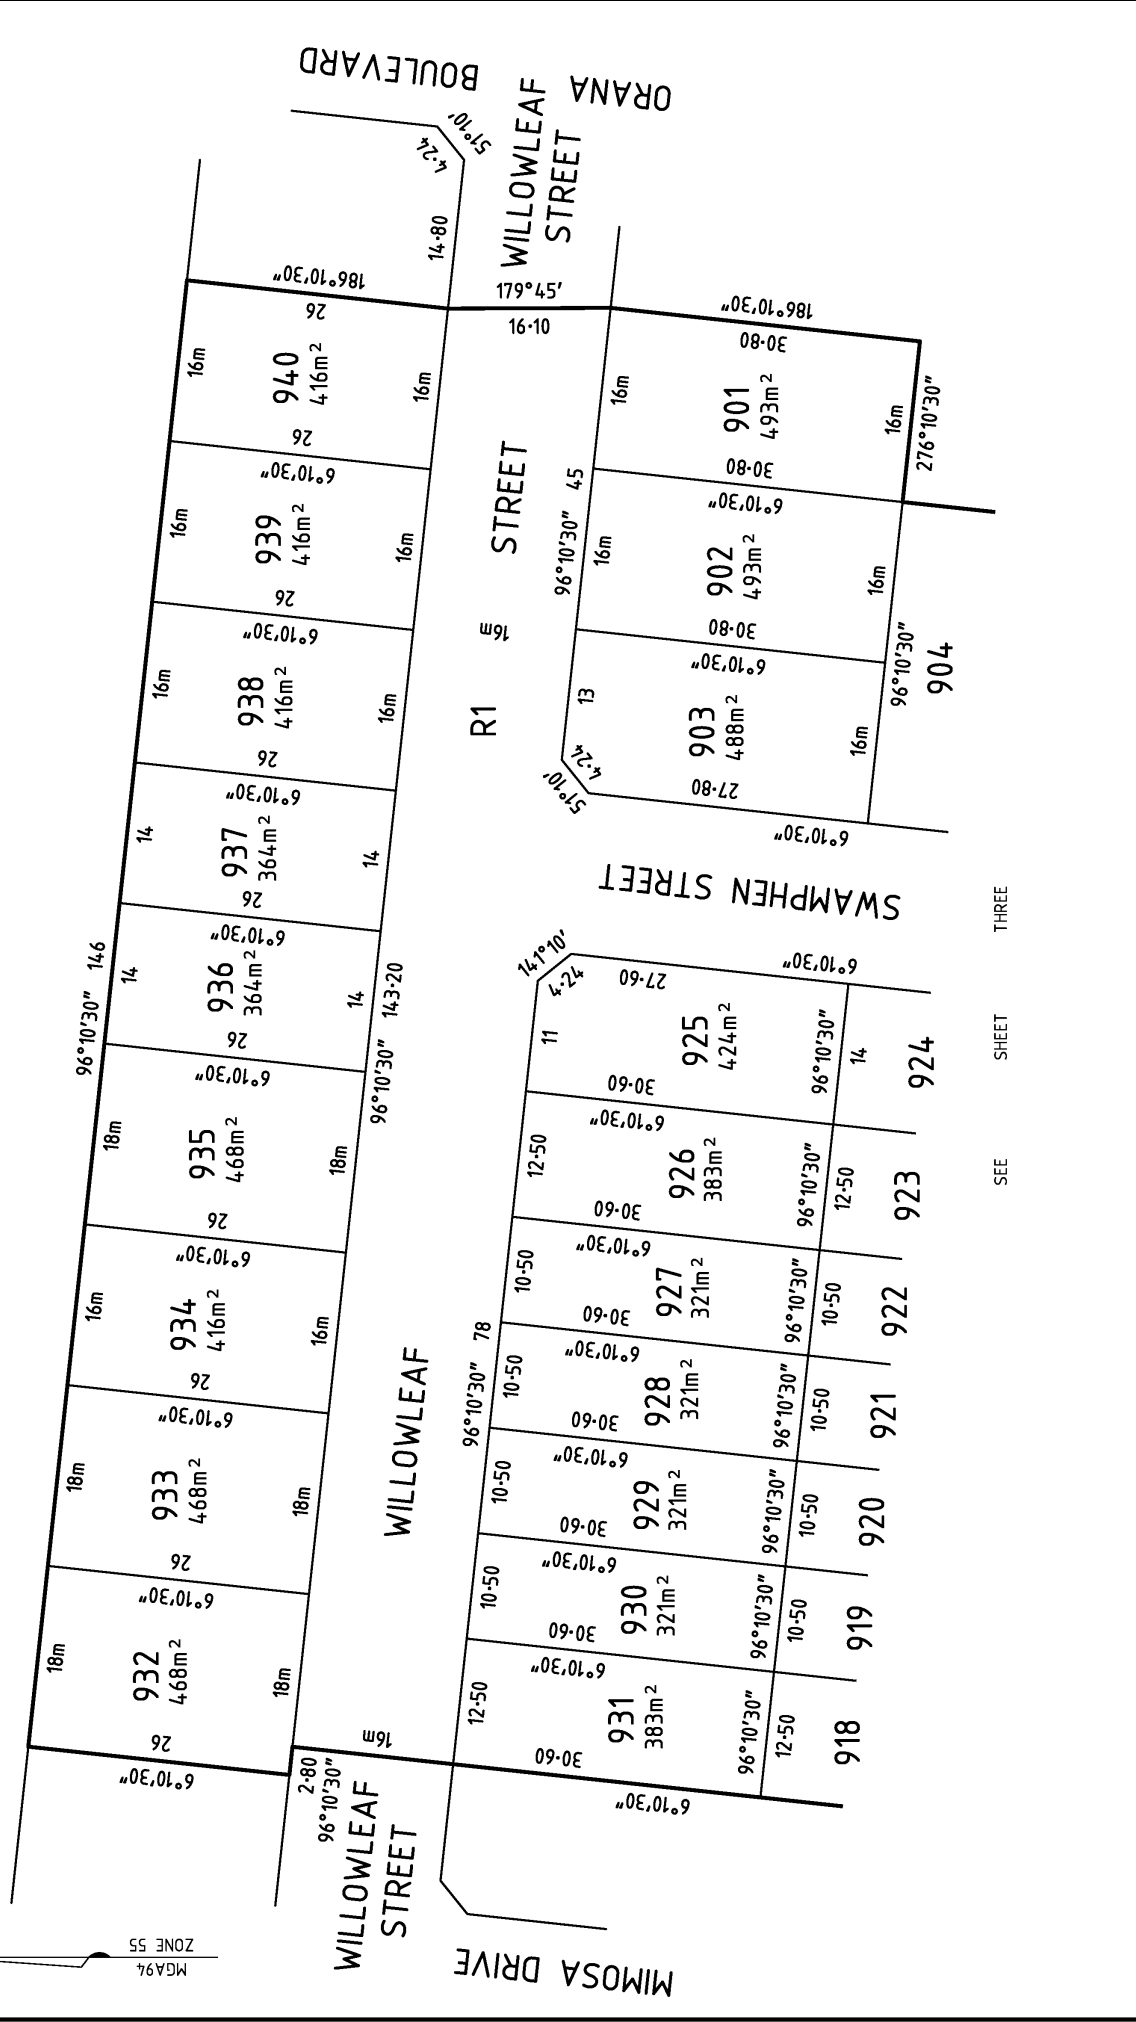 ORANA BOULEVARD
WILLOWLEAF
STREET
51°10'
4·24
14·80
186°10'30"
26
179°45'
16·10
186°10'30"
30·80
16m
940
416m²
16m
26
6°10'30"
16m
901
493m²
16m
276°10'30"
30·80
6°10'30"
16m
939
416m²
16m
26
6°10'30"
STREET
96°10'30" 45
16m
902
493m²
16m
30·80
6°10'30"
16m
R1
16m
938
416m²
16m
26
6°10'30"
13
903
488m²
16m
96°10'30"
904
51°10'
4·24
27·80
6°10'30"
14
937
364m²
14
26
6°10'30"
SWAMPHEN STREET
96°10'30" 146
14
936
364m²
14
26
6°10'30"
96°10'30" 143·20
141°10'
4·24
27·60
6°10'30"
11
925
424m²
96°10'30"
14
924
30·60
6°10'30"
SEE SHEET THREE
18m
935
468m²
18m
26
6°10'30"
12·50
926
383m²
96°10'30"
12·50
923
30·60
6°10'30"
16m
934
416m²
16m
26
6°10'30"
10·50
927
321m²
96°10'30"
10·50
922
30·60
6°10'30"
96°10'30" 78
10·50
928
321m²
96°10'30"
10·50
921
30·60
6°10'30"
WILLOWLEAF
18m
933
468m²
18m
26
6°10'30"
10·50
929
321m²
96°10'30"
10·50
920
30·60
6°10'30"
10·50
930
321m²
96°10'30"
10·50
919
30·60
6°10'30"
18m
932
468m²
18m
26
6°10'30"
12·50
931
383m²
96°10'30"
12·50
918
30·60
6°10'30"
16m
2·80
96°10'30"
WILLOWLEAF
STREET
MIMOSA DRIVE
MGA94
ZONE 55